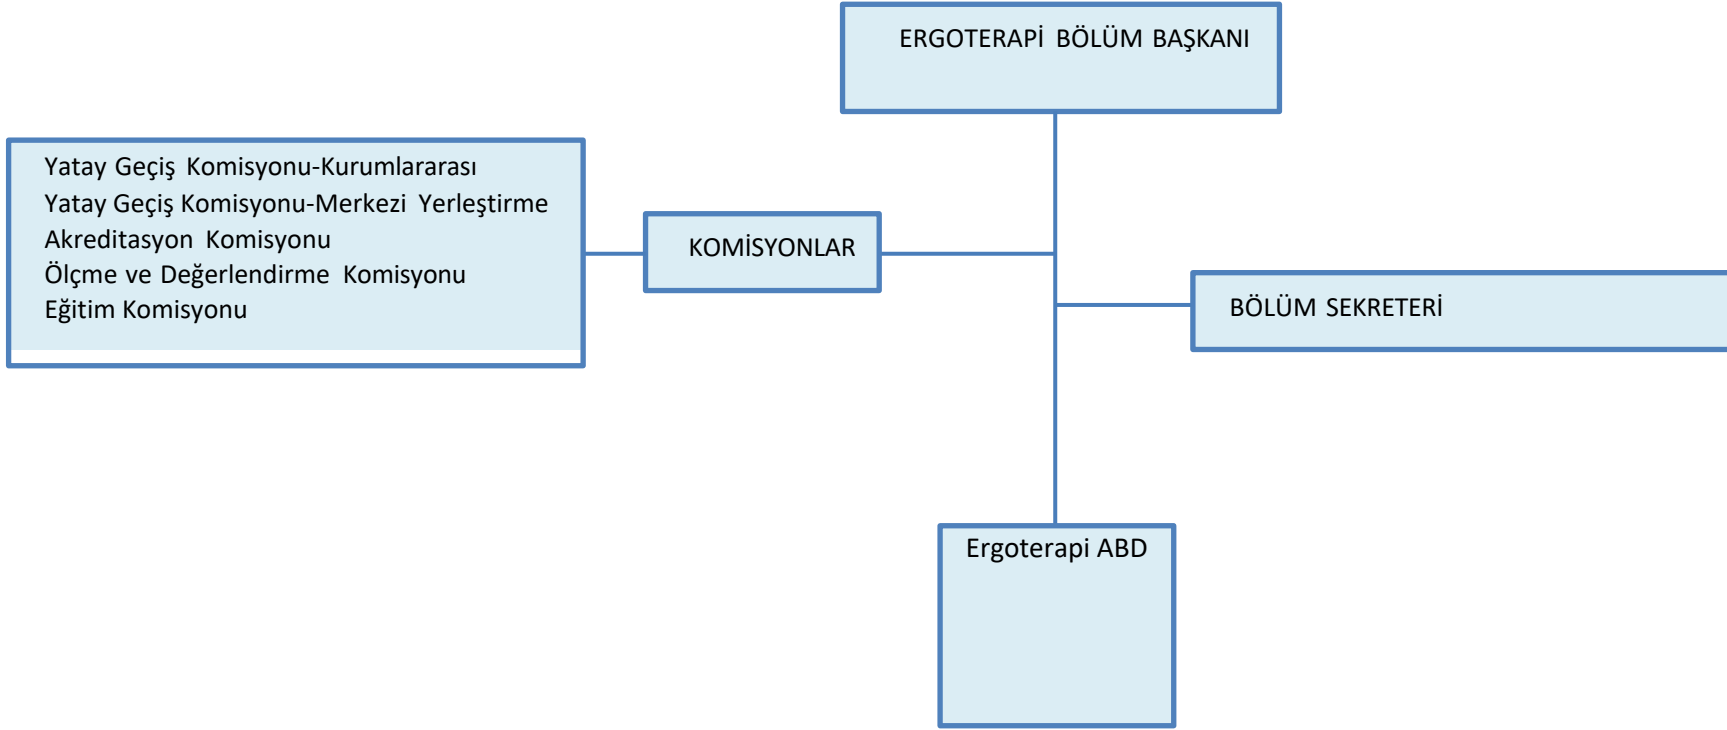 ERGOTERAPİ BÖLÜM BAŞKANI
Yatay Geçiş Komisyonu-Kurumlararası
Yatay Geçiş Komisyonu-Merkezi Yerleştirme
Akreditasyon Komisyonu
Ölçme ve Değerlendirme Komisyonu
Eğitim Komisyonu
KOMİSYONLAR
BÖLÜM SEKRETERİ
Ergoterapi ABD